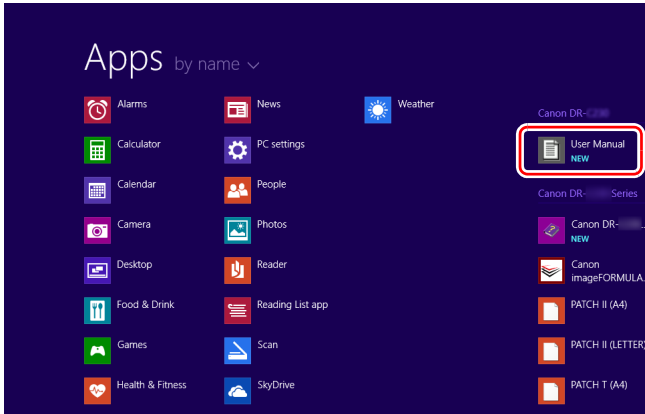 Apps by name
Alarms
Calculator
Calendar
Camera
Desktop
Food & Drink
Games
Health & Fitness
News
PC settings
People
Photos
Reader
Reading List app
Scan
SkyDrive
Weather
Canon DR-
User Manual
NEW
Canon DR- Series
Canon DR- ...
NEW
Canon
imageFORMULA.
PATCH II (A4)
PATCH II (LETTER)
PATCH T (A4)